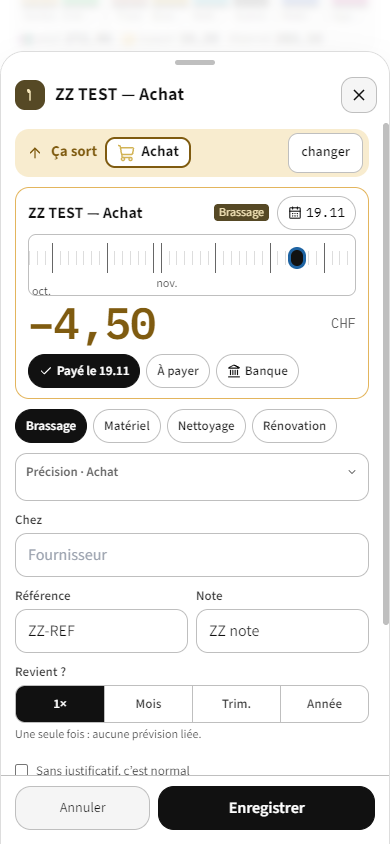 ZZ TEST — Achat
Ça sort Achat changer
ZZ TEST — Achat Brassage 19.11
oct. nov.
−4,50 CHF
Payé le 19.11 À payer Banque
Brassage Matériel Nettoyage Rénovation
Précision · Achat
Chez
Fournisseur
Référence Note
ZZ-REF ZZ note
Revient ?
1× Mois Trim. Année
Une seule fois : aucune prévision liée.
Sans justificatif, c'est normal
Annuler Enregistrer